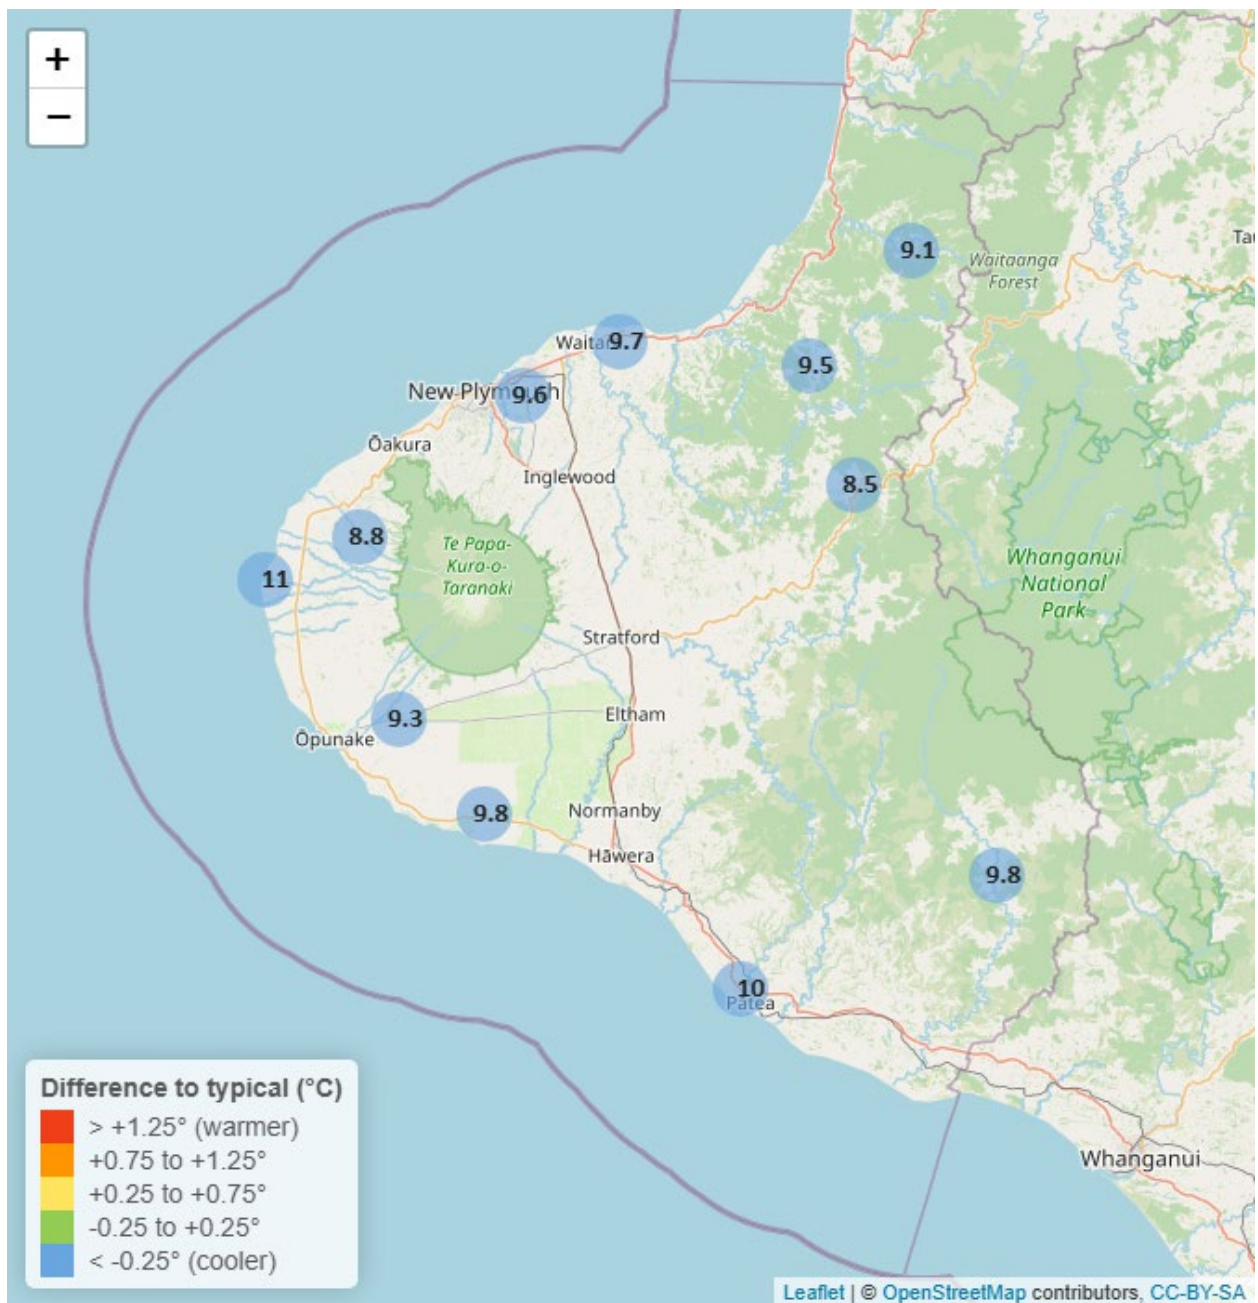 +
−
Tau
9.1
Waitaanga
Forest
Waita
9.7
9.5
New Plymouth
9.6
Ōakura
Inglewood
8.5
8.8
Te Papa-
Kura-o-
Taranaki
Whanganui
National
Park
11
Stratford
9.3
Eltham
Ōpunake
9.8
Normanby
Hāwera
9.8
10
Patea
Difference to typical (°C)
> +1.25° (warmer)
+0.75 to +1.25°
+0.25 to +0.75°
-0.25 to +0.25°
< -0.25° (cooler)
Whanganui
Leaflet | © OpenStreetMap contributors, CC-BY-SA